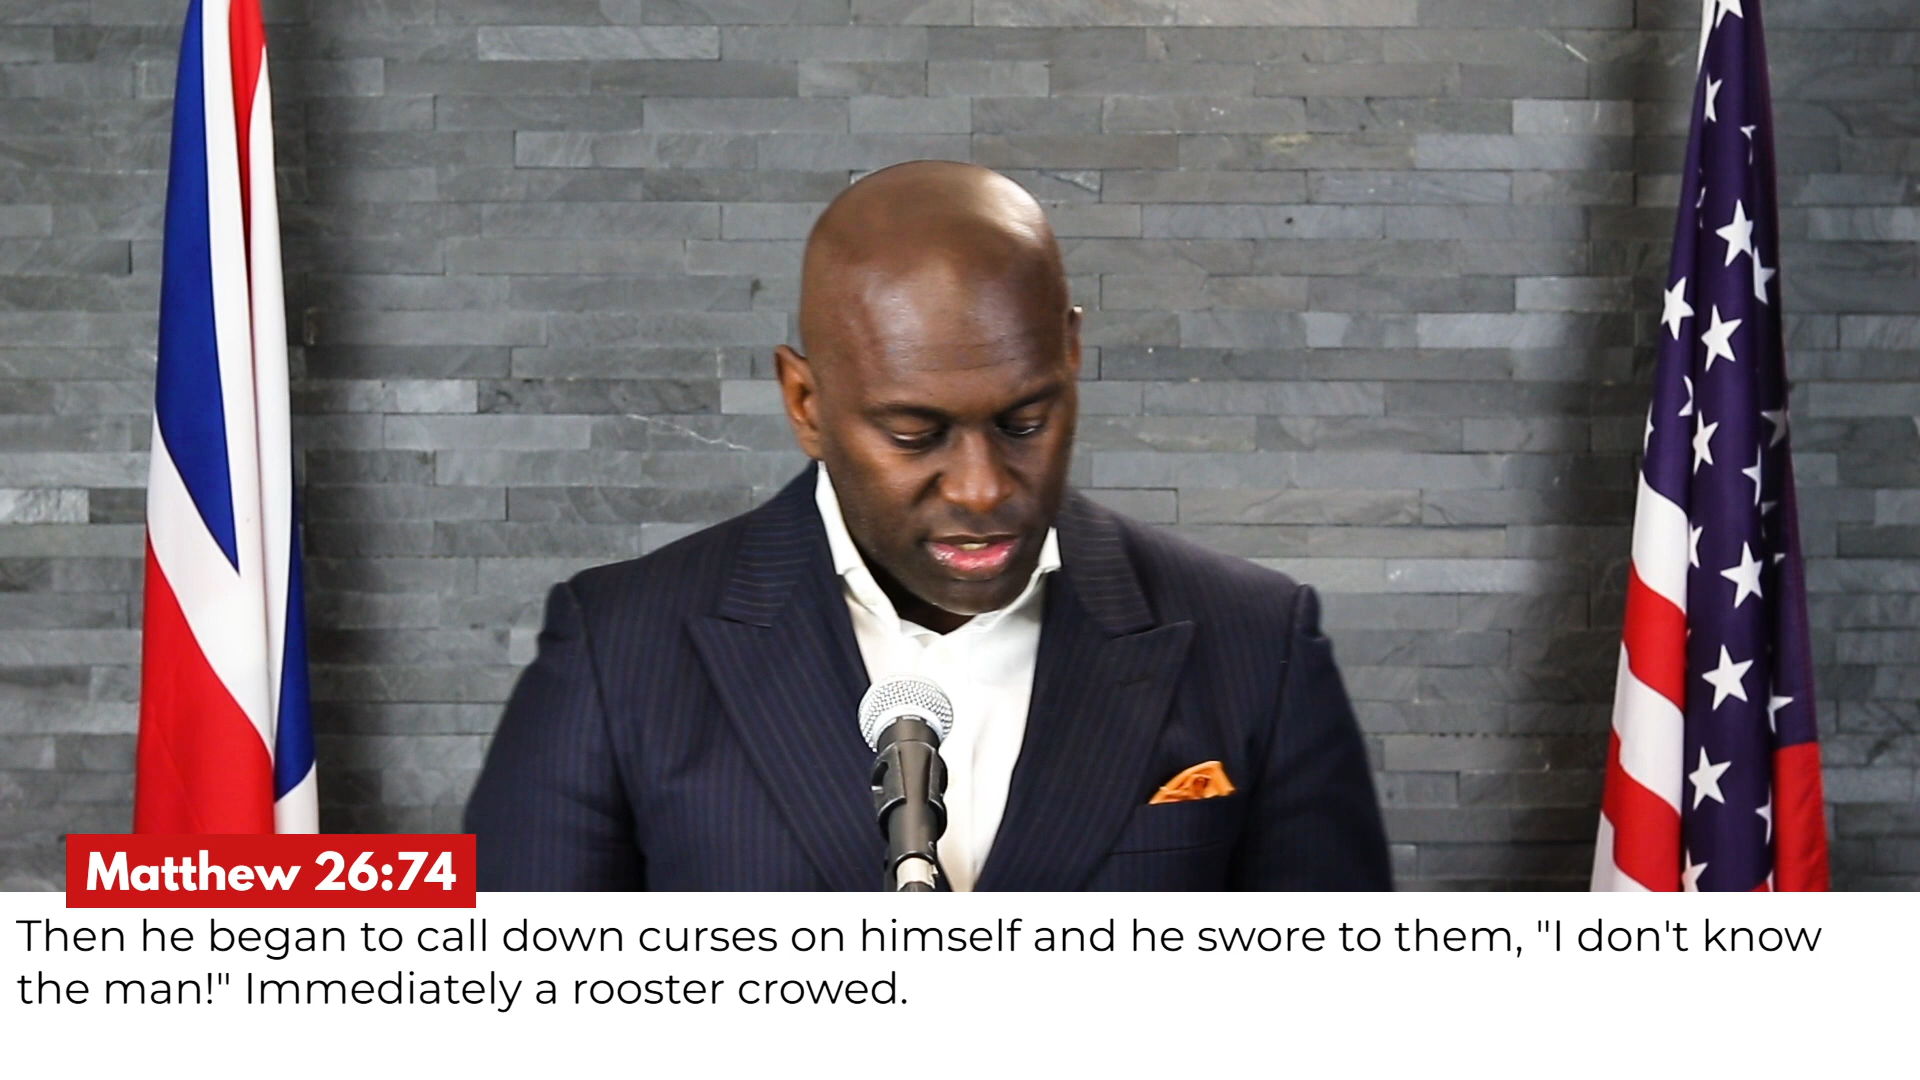 Matthew 26:74
Then he began to call down curses on himself and he swore to them, "I don't know
the man!" Immediately a rooster crowed.